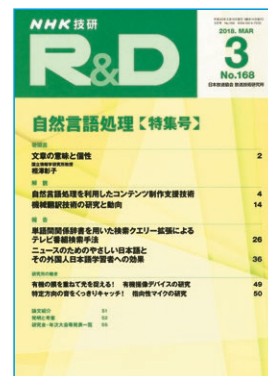 NHK技研
R&D
2018. MAR
3
No.168
日本放送協会 放送技術研究所
自然言語処理【特集号】
巻頭言
文章の意味と個性 2
国立情報学研究所教授
相澤彰子
解説
自然言語処理を利用したコンテンツ制作支援技術 4
機械翻訳技術の研究と動向 14
報告
単語間関係辞書を用いた検索クエリー拡張による
テレビ番組検索手法 26
ニュースのためのやさしい日本語と
その外国人日本語学習者への効果 36
研究所の動き
有機の膜を重ねて光を捉える! 有機撮像デバイスの研究 49
特定方向の音をくっきりキャッチ! 指向性マイクの研究 50
論文紹介 51
発明と考案 52
研究会・年次大会等発表一覧 55